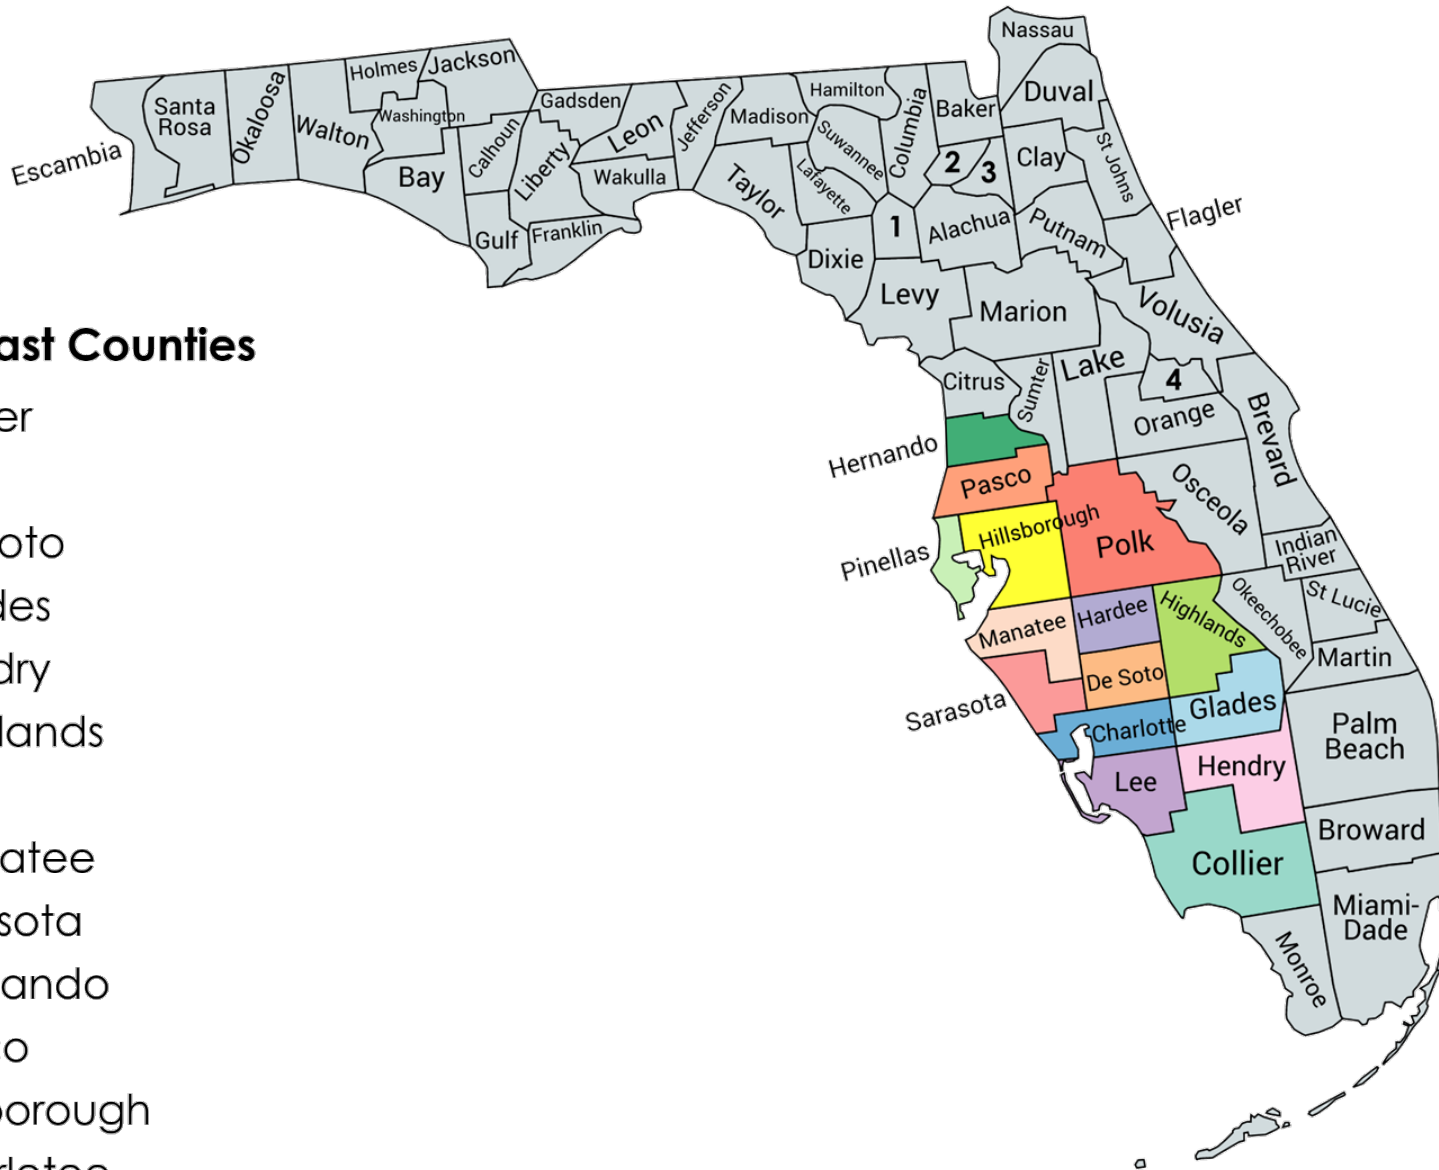 Nassau
Holmes
Jackson
Santa
Rosa
Okaloosa
Walton
Washington
Escambia
Bay
Calhoun
Gulf
Liberty
Gadsden
Franklin
Leon
Wakulla
Jefferson
Madison
Taylor
Hamilton
Suwannee
Lafayette
Dixie
Columbia
Baker
Duval
2
3
Clay
St Johns
1
Alachua
Putnam
Flagler
Levy
Marion
Volusia
Citrus
Sumter
Lake
4
Orange
Brevard
Hernando
Pasco
Osceola
Hillsborough
Polk
Pinellas
Indian
River
Manatee
Hardee
Highlands
Okeechobee
St Lucie
De Soto
Martin
Sarasota
Charlotte
Glades
Palm
Beach
Lee
Hendry
Broward
Collier
Miami-
Dade
Monroe
ast Counties
er
oto
des
dry
lands
atee
sota
ando
co
borough
rlotee